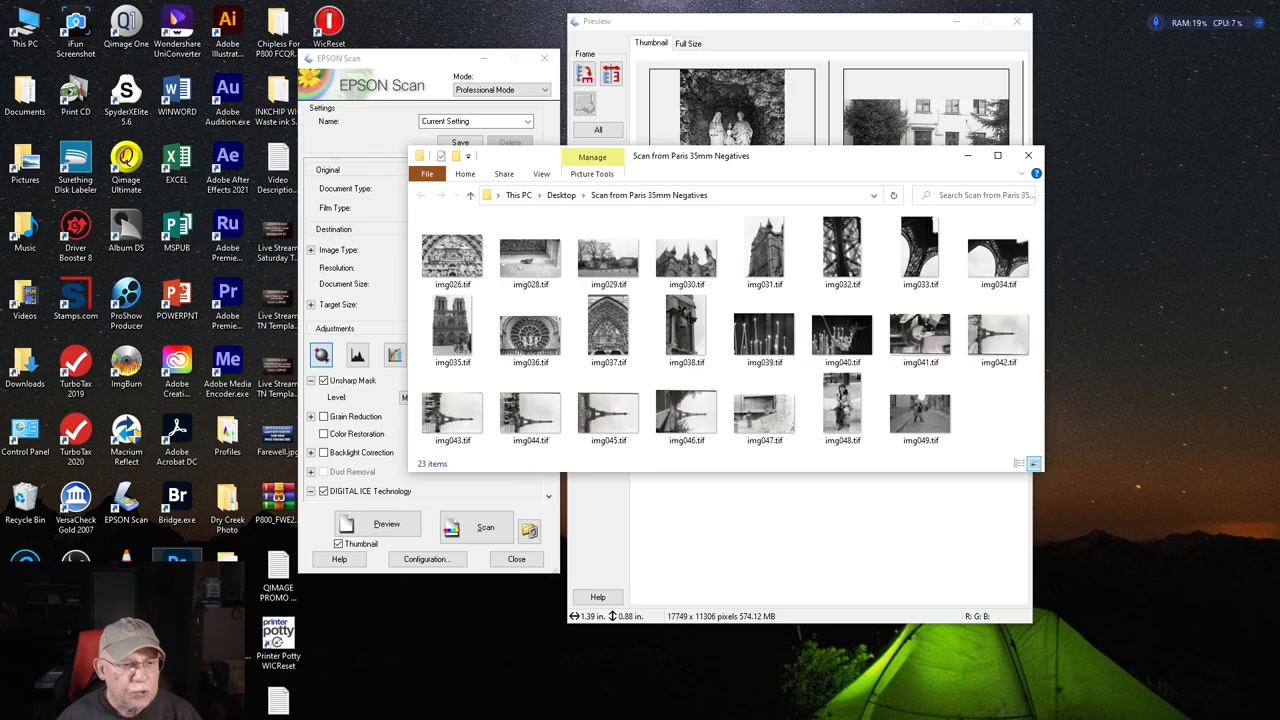 This PC
iFun Screenshot
Qimage One
Wondershare UniConverter
Adobe Illustrat...
Chipless For P800 FCQR...
WicReset
Documents
Print CD
SpyderXElite 5.6
WINWORD
Adobe Audition.exe
INKCHIP WIC Waste ink S...
Pictures
Surething DIsk Labeler
Qimage Ultimate
EXCEL
Adobe After Effects 2021
Video Description...
Music
Driver Booster 8
Album DS
MSPUB
Adobe Premie...
Live Stream Saturday T...
Videos
Stamps.com
ProShow Producer
POWERPNT
Adobe Premie...
Live Stream TN Templa...
Downloads
TurboTax 2019
ImgBurn
Adobe Creati...
Adobe Media Encoder.exe
Live Stream TN Templa...
Control Panel
TurboTax 2020
Macrium Reflect
Adobe Acrobat DC
Profiles
Farewell.jpg
Recycle Bin
VersaCheck Gold 2007
EPSON Scan
Bridge.exe
Dry Creek Photo
P800_FWE2...
QIMAGE PROMO ...
printer potty
Printer Potty WICReset
EPSON Scan
EPSON Scan
Mode:
Professional Mode
Settings
Name:
Current Setting
Save
Delete
Original
Document Type:
Film Type:
Destination
Image Type:
Resolution:
Document Size:
Target Size:
Adjustments
Unsharp Mask
Level:
M
Grain Reduction
Color Restoration
Backlight Correction
Dust Removal
DIGITAL ICE Technology
Preview
Scan
Thumbnail
Help
Configuration...
Close
Preview
Frame
Thumbnail
Full Size
All
Help
1.39 in.
0.88 in.
17749 x 11306 pixels 574.12 MB
R: G: B:
RAM: 19 %
CPU: 7 %
Manage
Scan from Paris 35mm Negatives
File
Home
Share
View
Picture Tools
This PC
Desktop
Scan from Paris 35mm Negatives
Search Scan from Paris 35...
img026.tif
img028.tif
img029.tif
img030.tif
img031.tif
img032.tif
img033.tif
img034.tif
img035.tif
img036.tif
img037.tif
img038.tif
img039.tif
img040.tif
img041.tif
img042.tif
img043.tif
img044.tif
img045.tif
img046.tif
img047.tif
img048.tif
img049.tif
23 items